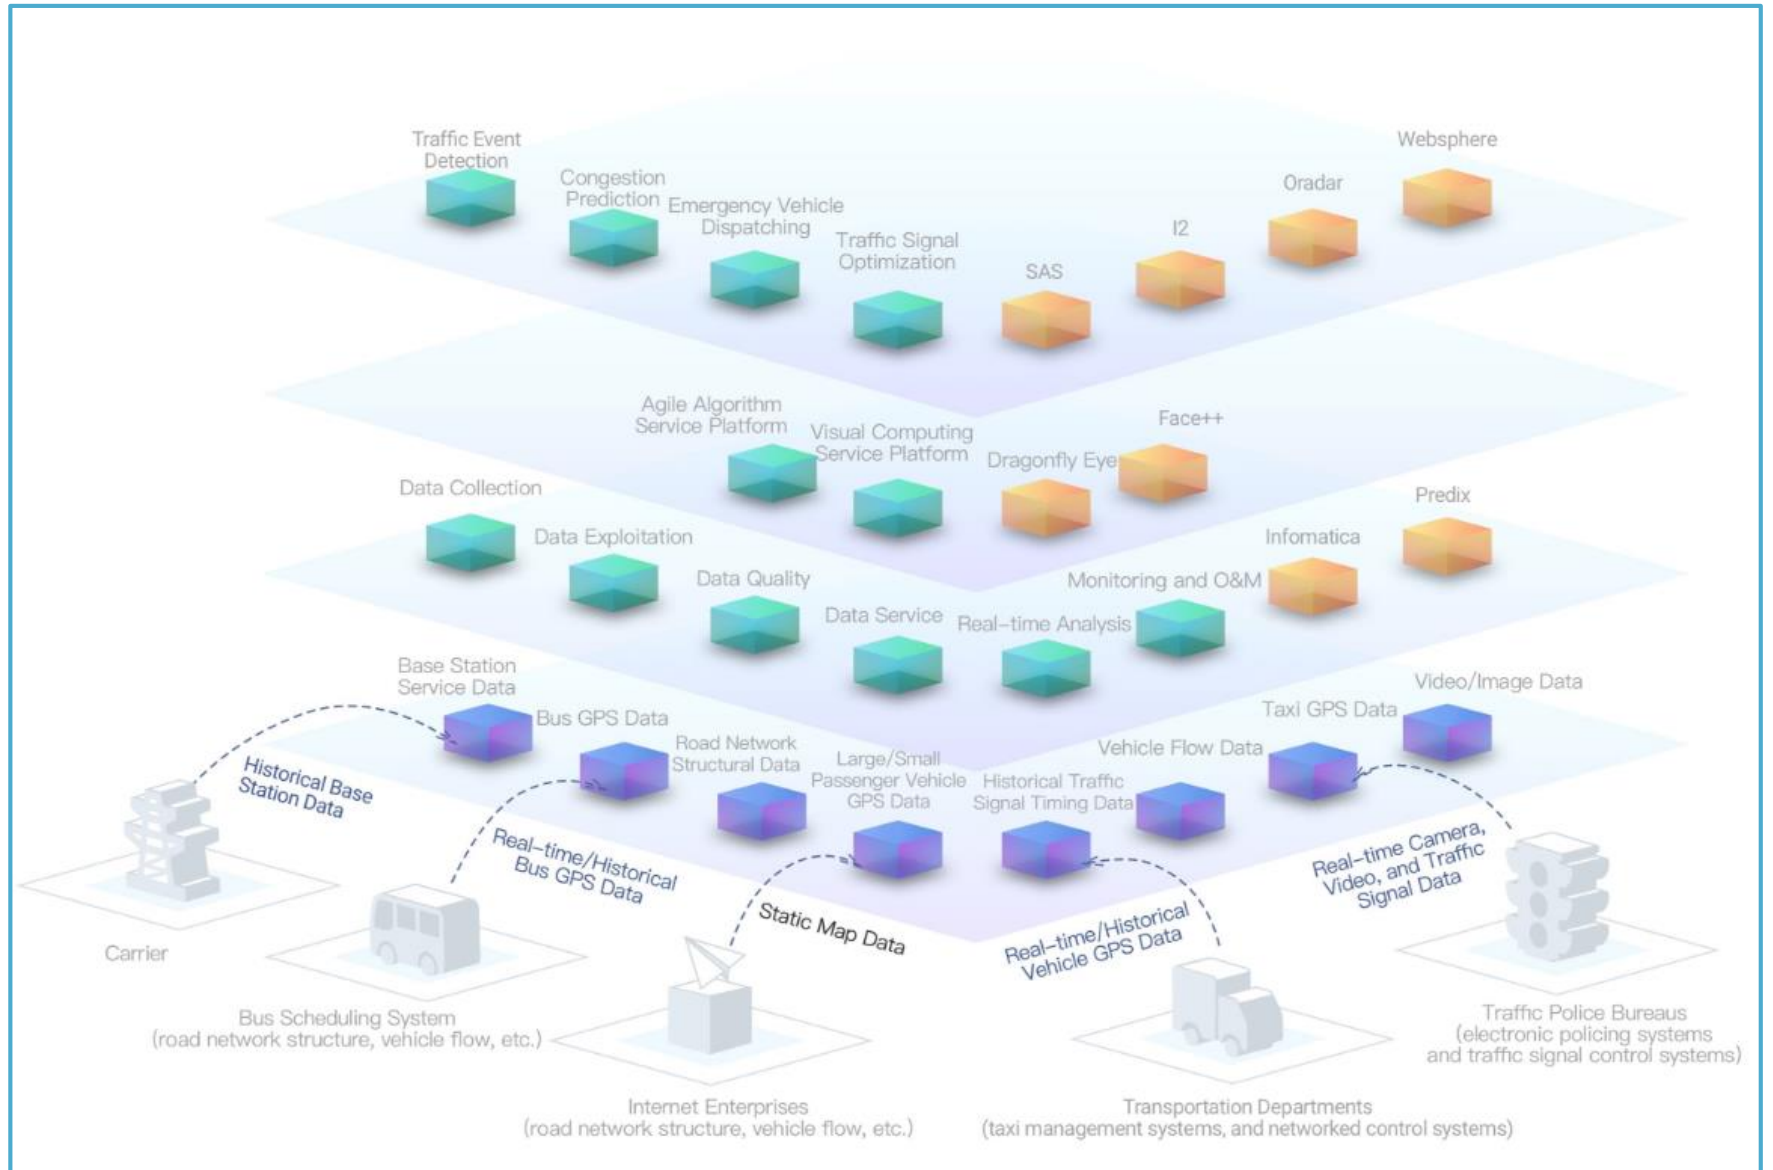 Traffic Event
Detection
Congestion
Prediction
Emergency Vehicle
Dispatching
Traffic Signal
Optimization
SAS
I2
Oradar
Websphere
Agile Algorithm
Service Platform
Visual Computing
Service Platform
Dragonfly Eye
Face++
Data Collection
Data Exploitation
Data Quality
Data Service
Real-time Analysis
Monitoring and O&M
Infomatica
Predix
Base Station
Service Data
Bus GPS Data
Road Network
Structural Data
Large/Small
Passenger Vehicle
GPS Data
Historical Traffic
Signal Timing Data
Vehicle Flow Data
Taxi GPS Data
Video/Image Data
Historical Base
Station Data
Real-time/Historical
Bus GPS Data
Static Map Data
Real-time/Historical
Vehicle GPS Data
Real-time Camera,
Video, and Traffic
Signal Data
Carrier
Bus Scheduling System
(road network structure, vehicle flow, etc.)
Internet Enterprises
(road network structure, vehicle flow, etc.)
Transportation Departments
(taxi management systems, and networked control systems)
Traffic Police Bureaus
(electronic policing systems
and traffic signal control systems)